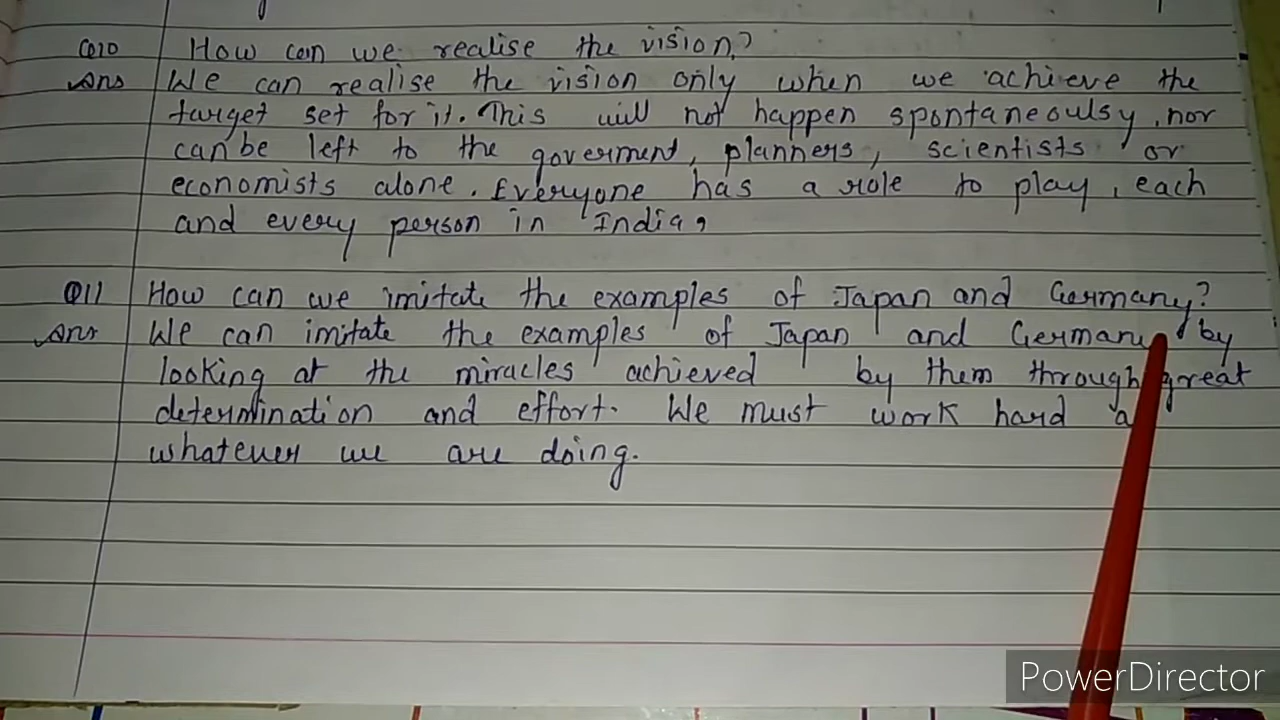 Q10 How can we realise the vision?
Ans We can realise the vision only when we achieve the
target set for it. This will not happen spontaneoulsy, nor
can be left to the goverment, planners, scientists or
economists alone. Everyone has a role to play, each
and every person in India,
Q11 How can we imitate the examples of Japan and Germany?
Ans We can imitate the examples of Japan and Germany by
looking at the miracles achieved by them through great
determination and effort. We must work hard
whatever we are doing.
PowerDirector